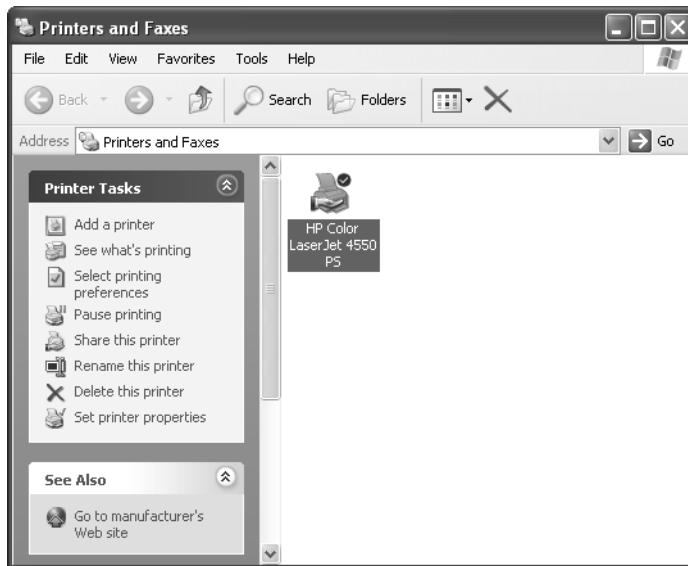 Printers and Faxes
File Edit View Favorites Tools Help
Back Search Folders
Address Printers and Faxes Go
Printer Tasks
Add a printer
See what's printing
Select printing
preferences
Pause printing
Share this printer
Rename this printer
Delete this printer
Set printer properties
See Also
Go to manufacturer's
Web site
HP Color
LaserJet 4550
PS